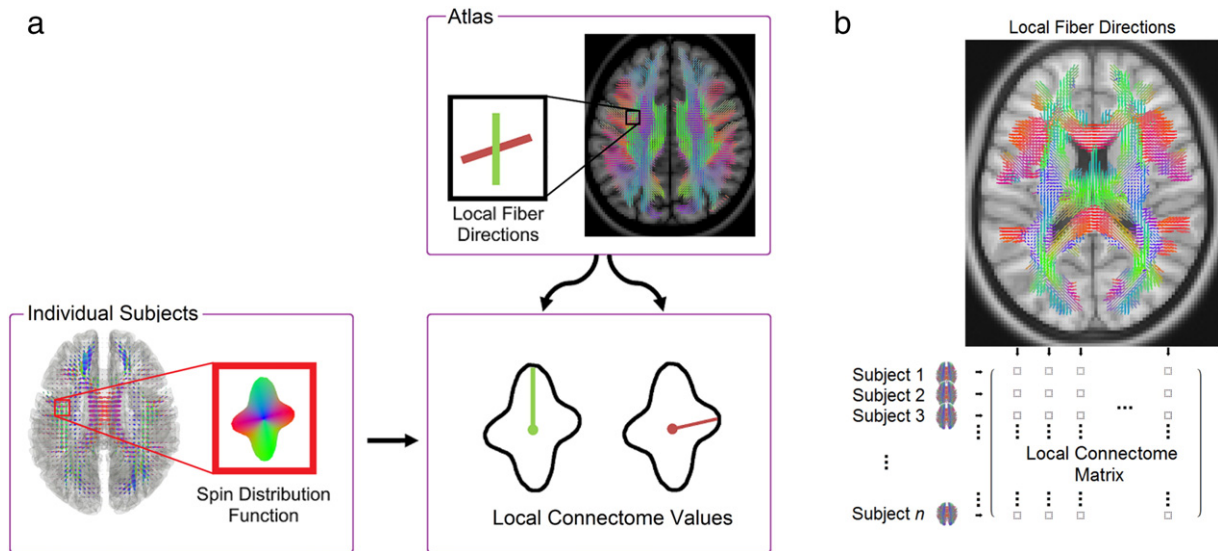 a
Atlas
Local Fiber
Directions
Individual Subjects
Spin Distribution
Function
Local Connectome Values
b
Local Fiber Directions
Subject 1
Subject 2
Subject 3
...
Local Connectome
Matrix
Subject n